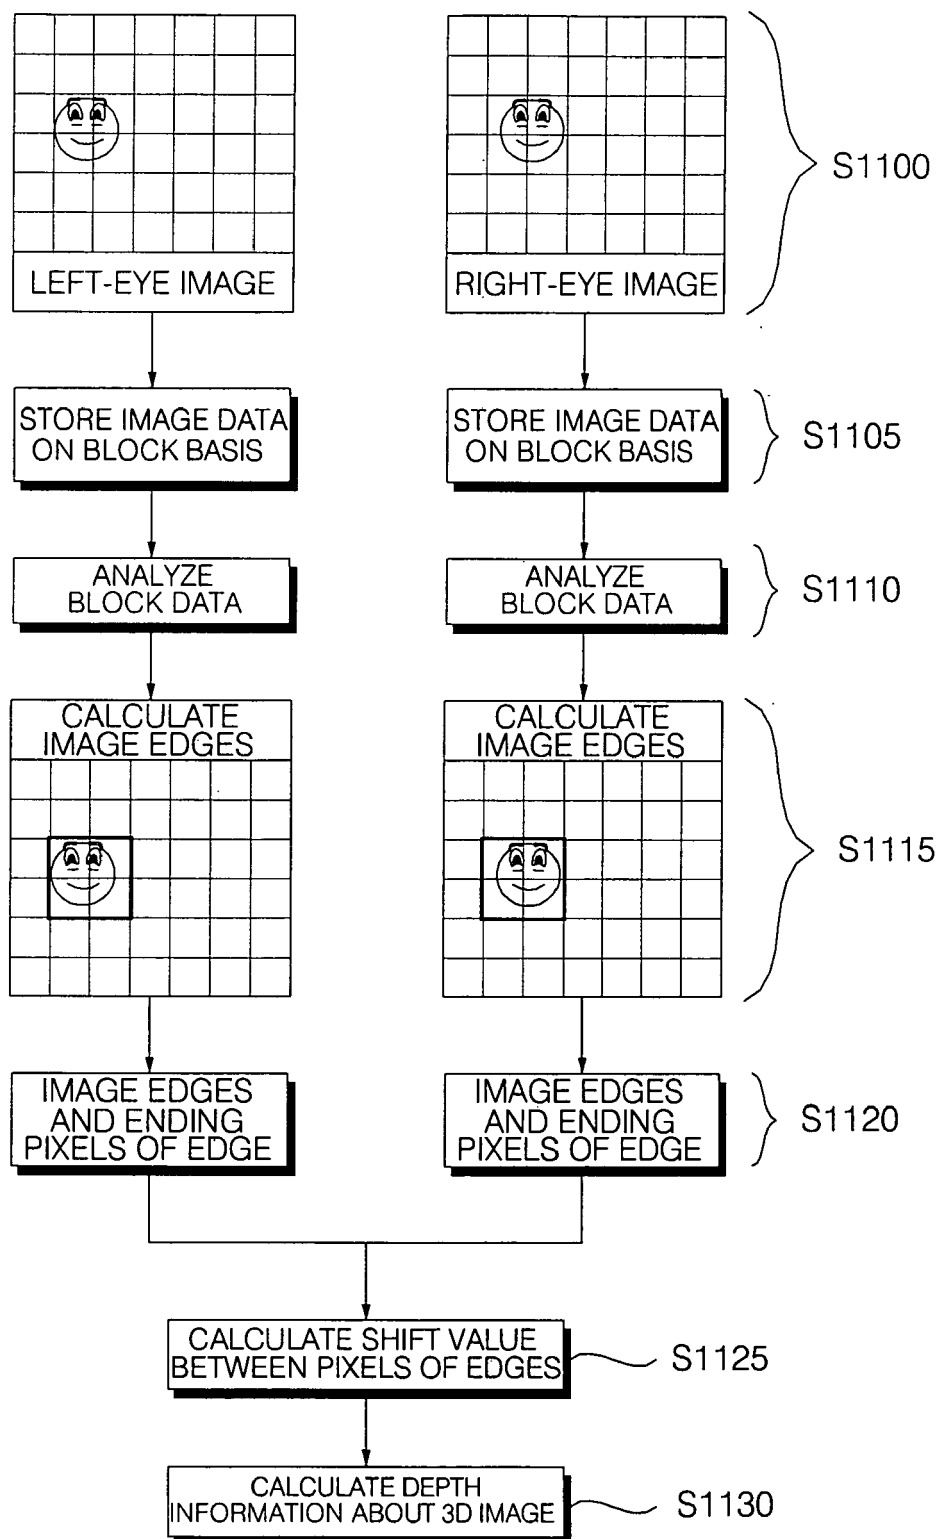 LEFT-EYE IMAGE
RIGHT-EYE IMAGE
S1100
STORE IMAGE DATA
ON BLOCK BASIS
STORE IMAGE DATA
ON BLOCK BASIS
S1105
ANALYZE
BLOCK DATA
ANALYZE
BLOCK DATA
S1110
CALCULATE
IMAGE EDGES
CALCULATE
IMAGE EDGES
S1115
IMAGE EDGES
AND ENDING
PIXELS OF EDGE
IMAGE EDGES
AND ENDING
PIXELS OF EDGE
S1120
CALCULATE SHIFT VALUE
BETWEEN PIXELS OF EDGES
S1125
CALCULATE DEPTH
INFORMATION ABOUT 3D IMAGE
S1130